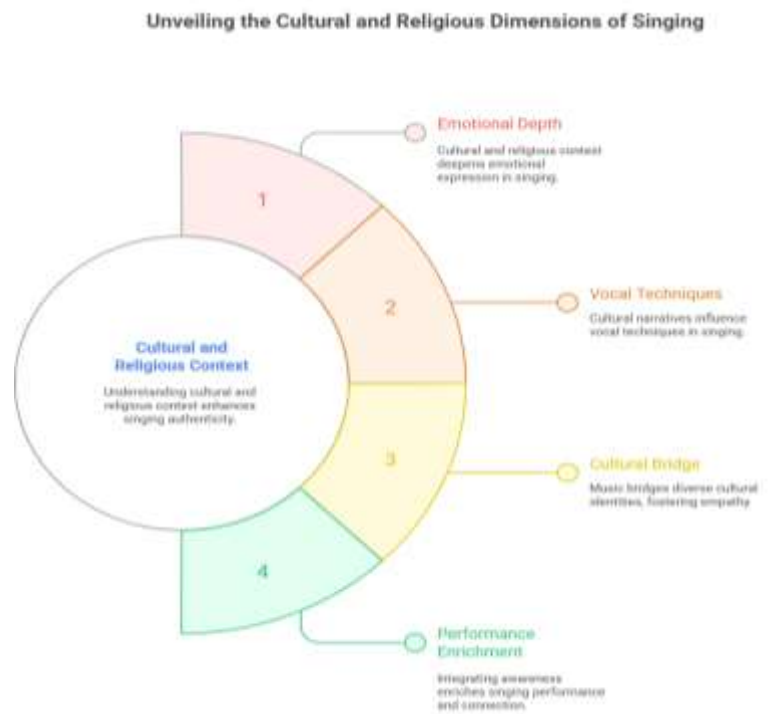 Unveiling the Cultural and Religious Dimensions of Singing
Emotional Depth
Cultural and religious context
deepens emotional
expression in singing.
1
2
Vocal Techniques
Cultural narratives influence
vocal techniques in singing.
Cultural and
Religious Context
Understanding cultural and
religious context enhances
singing authenticity.
3
Cultural Bridge
Music bridges diverse cultural
identities, fostering empathy
4
Performance
Enrichment
Integrating awareness
enriches singing performance
and connection.